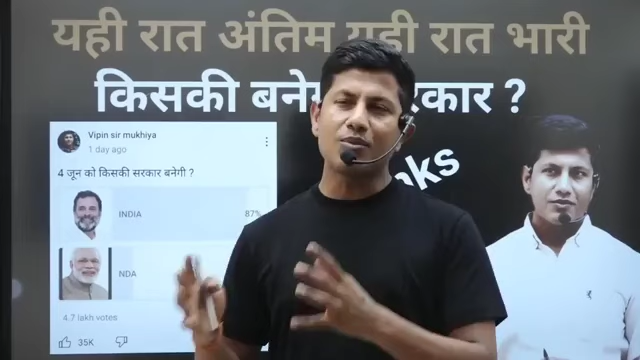 यही रात अंतिम यही रात भारी
किसकी बनेगी सरकार ?
Vipin sir mukhiya
1 day ago
4 जून को किसकी सरकार बनेगी ?
INDIA 87%
NDA
4.7 lakh votes
35K